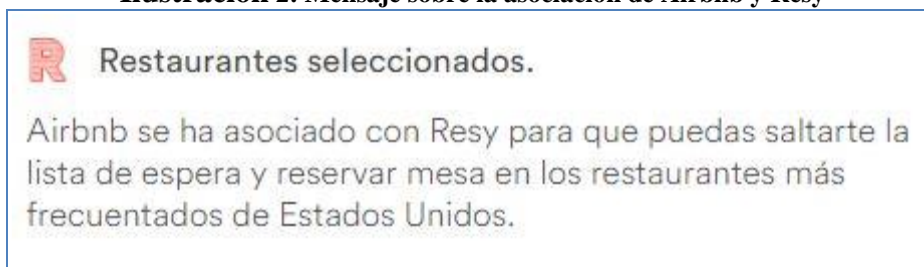 Ilustración 2: Mensaje sobre la asociación de Airbnb y Resy
R Restaurantes seleccionados.
Airbnb se ha asociado con Resy para que puedas saltarte la
lista de espera y reservar mesa en los restaurantes más
frecuentados de Estados Unidos.